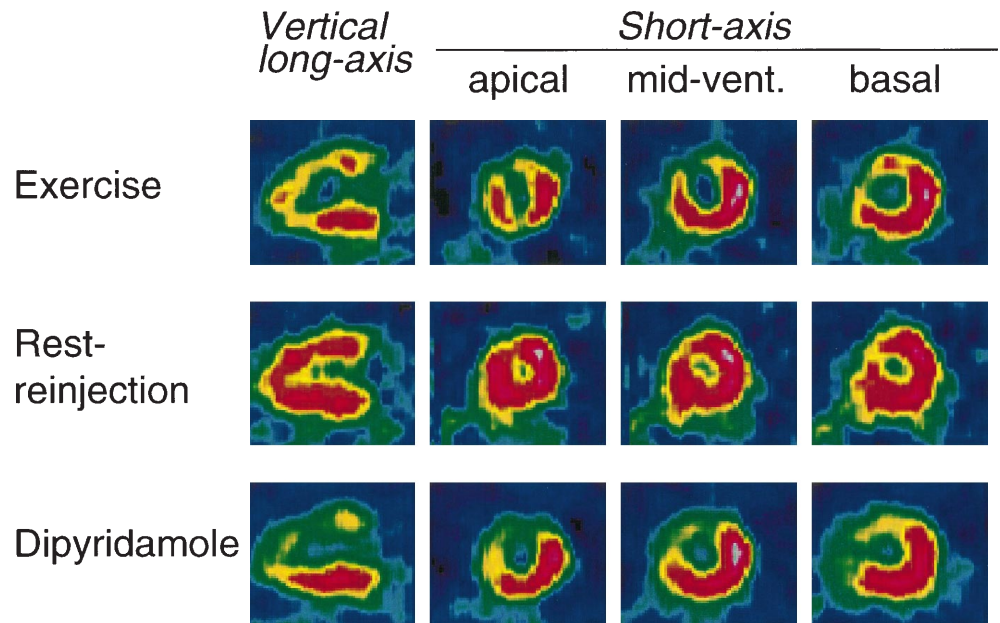 Vertical
long-axis
Short-axis
apical
mid-vent.
basal
Exercise
Rest-
reinjection
Dipyridamole